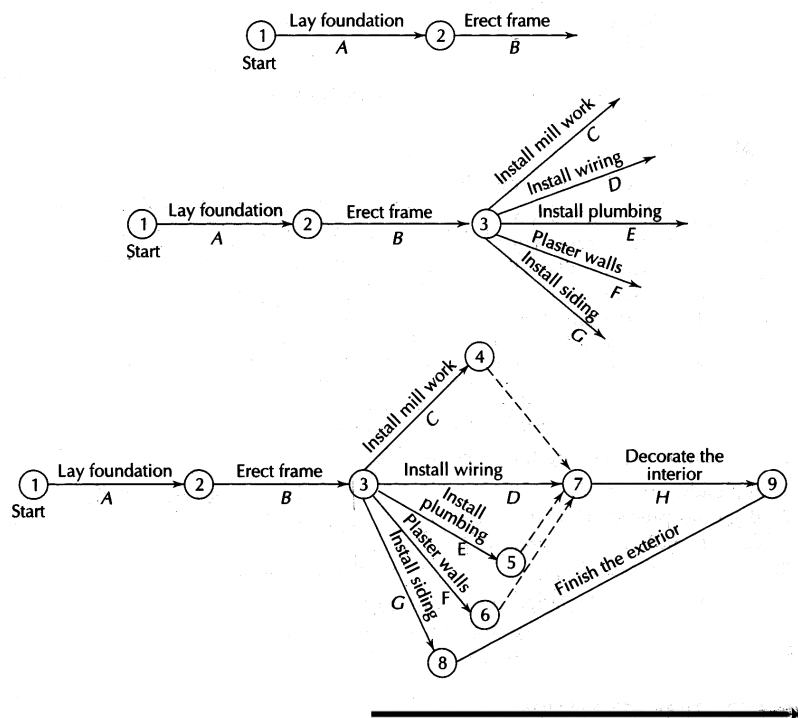 Lay foundation
Erect frame
1
2
A
B
Start
Install mill work
C
Install wiring
D
Lay foundation
Erect frame
Install plumbing
1
2
3
A
B
E
Start
Plaster walls
F
Install siding
G
4
Install mill work
C
Lay foundation
Erect frame
Install wiring
Decorate the
interior
1
2
3
7
9
A
B
D
H
Start
Install
plumbing
E
5
Plaster walls
F
6
Install siding
G
8
Finish the exterior